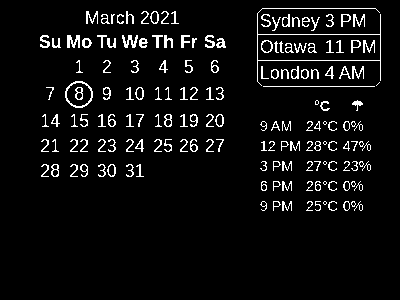 March 2021
Su Mo Tu We Th Fr Sa
1 2 3 4 5 6
7 8 9 10 11 12 13
14 15 16 17 18 19 20
21 22 23 24 25 26 27
28 29 30 31
Sydney 3 PM
Ottawa 11 PM
London 4 AM
°C ☂
9 AM 24°C 0%
12 PM 28°C 47%
3 PM 27°C 23%
6 PM 26°C 0%
9 PM 25°C 0%